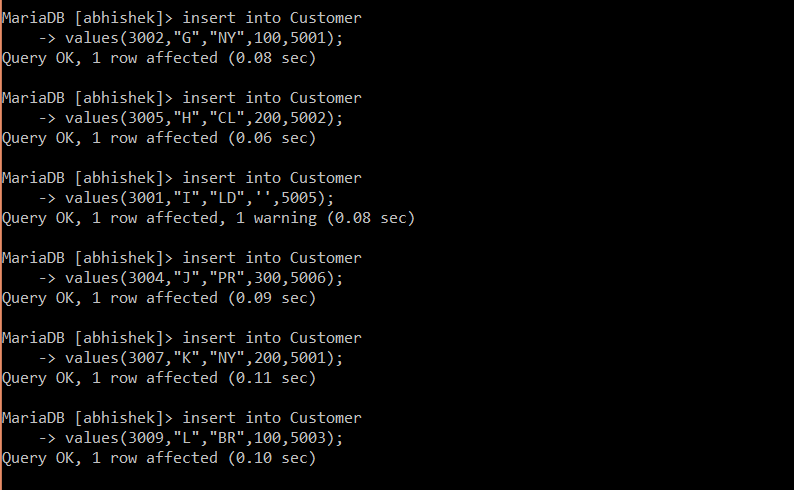 MariaDB [abhishek]> insert into Customer
-> values(3002,"G","NY",100,5001);
Query OK, 1 row affected (0.08 sec)
MariaDB [abhishek]> insert into Customer
-> values(3005,"H","CL",200,5002);
Query OK, 1 row affected (0.06 sec)
MariaDB [abhishek]> insert into Customer
-> values(3001,"I","LD",'',5005);
Query OK, 1 row affected, 1 warning (0.08 sec)
MariaDB [abhishek]> insert into Customer
-> values(3004,"J","PR",300,5006);
Query OK, 1 row affected (0.09 sec)
MariaDB [abhishek]> insert into Customer
-> values(3007,"K","NY",200,5001);
Query OK, 1 row affected (0.11 sec)
MariaDB [abhishek]> insert into Customer
-> values(3009,"L","BR",100,5003);
Query OK, 1 row affected (0.10 sec)